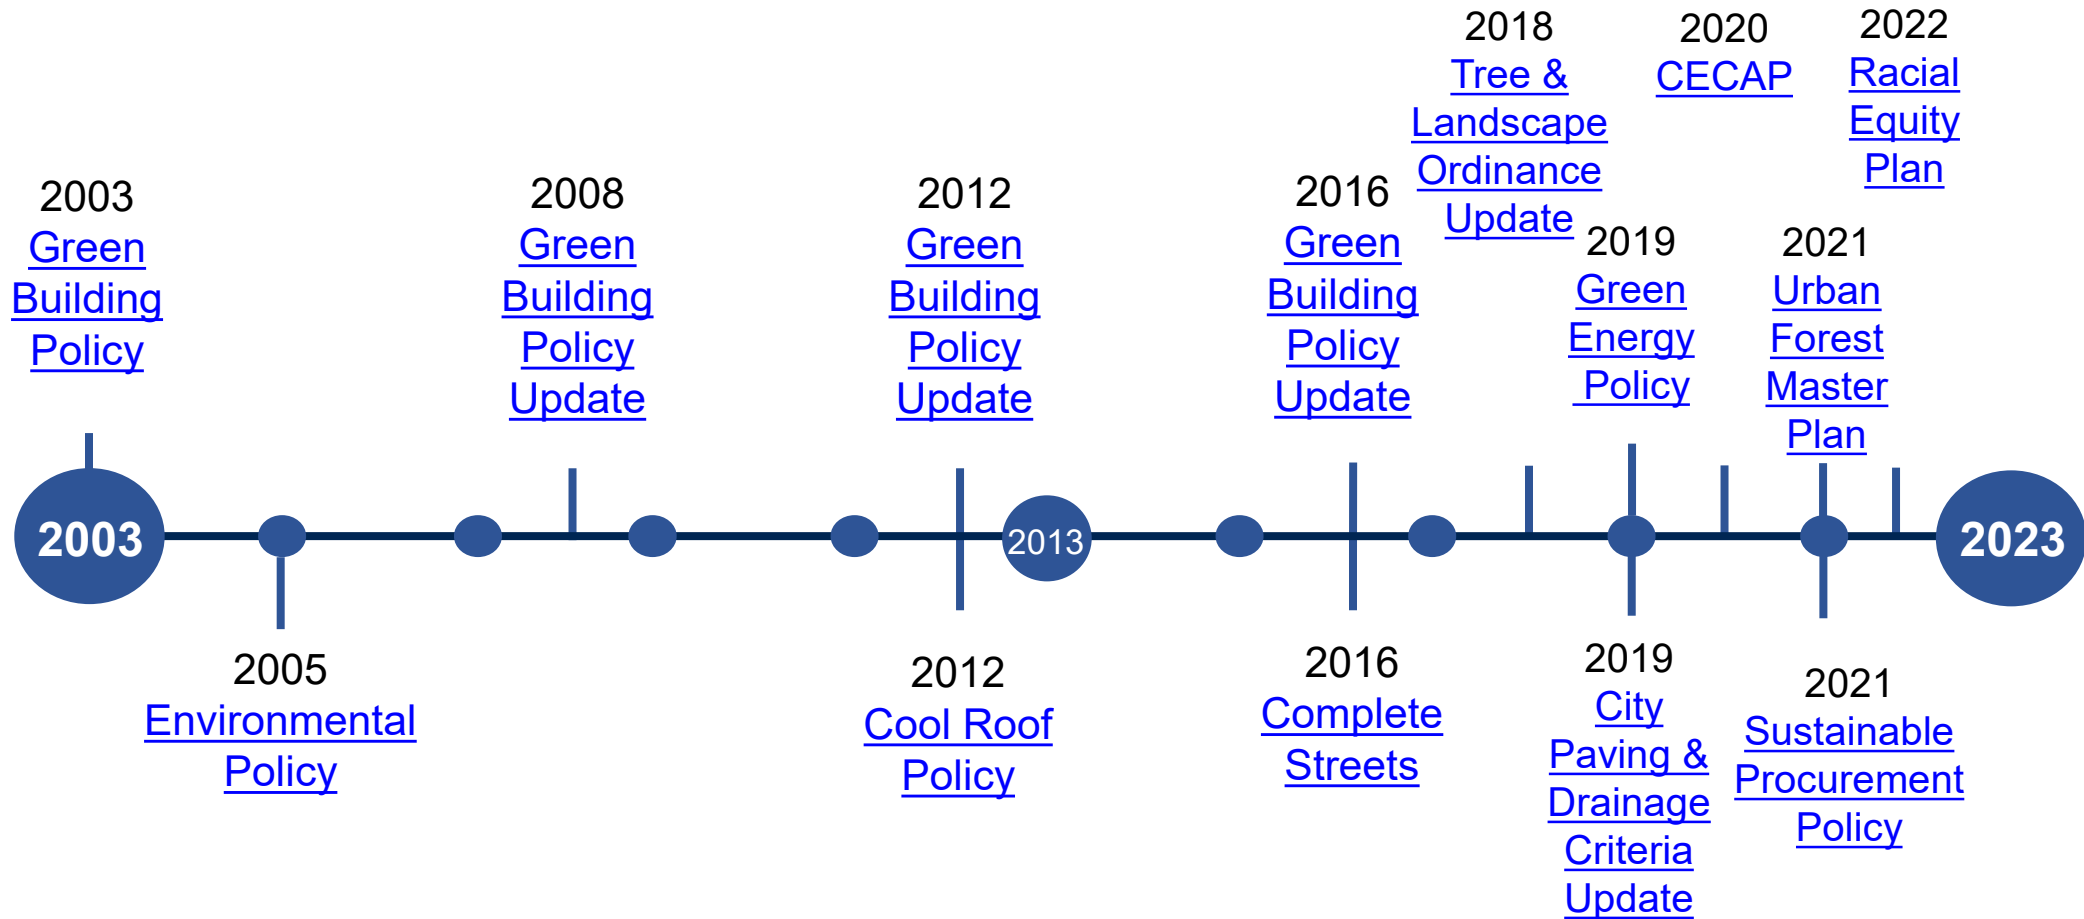 2003
Green
Building
Policy
2008
Green
Building
Policy
Update
2012
Green
Building
Policy
Update
2016
Green
Building
Policy
Update
2018
Tree &
Landscape
Ordinance
Update
2019
Green
Energy
Policy
2020
CECAP
2021
Urban
Forest
Master
Plan
2022
Racial
Equity
Plan
2003
2013
2023
2005
Environmental
Policy
2012
Cool Roof
Policy
2016
Complete
Streets
2019
City
Paving &
Drainage
Criteria
Update
2021
Sustainable
Procurement
Policy